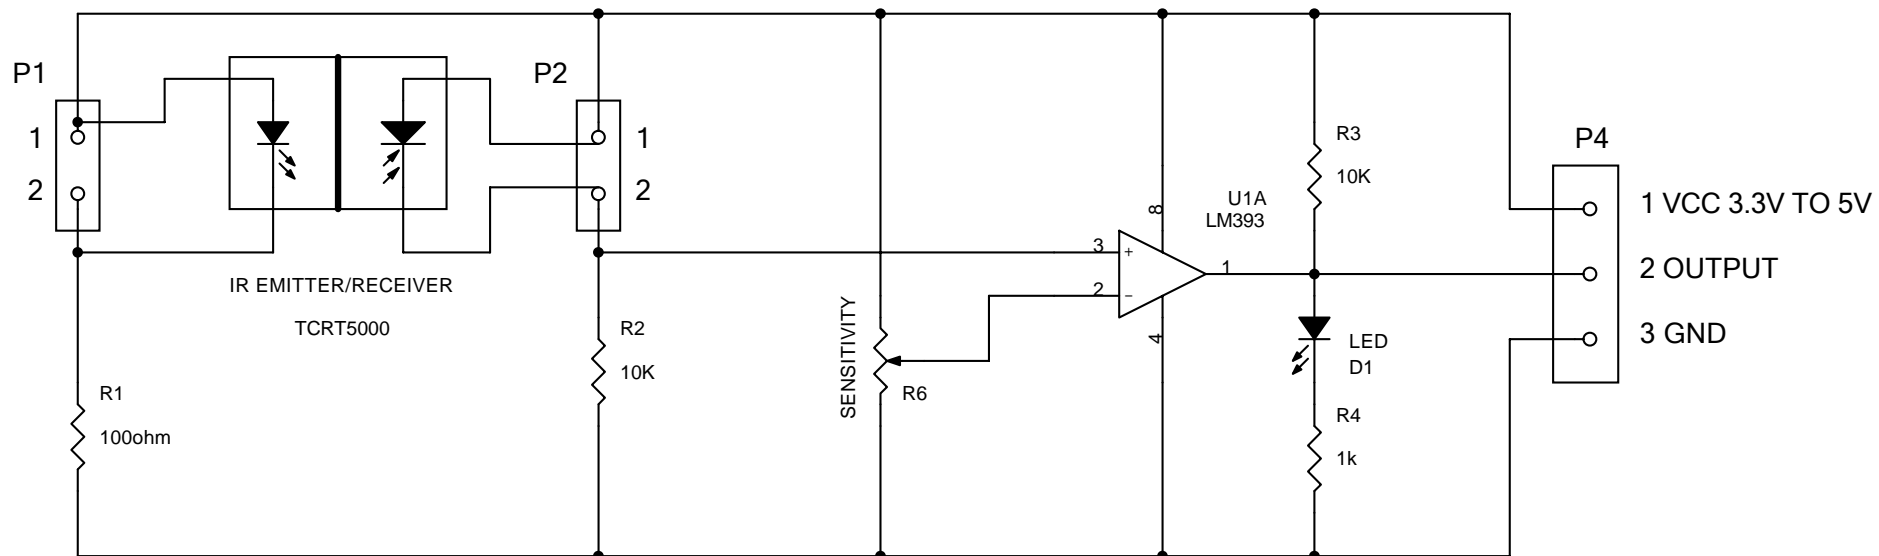 P1
1
2
IR EMITTER/RECEIVER
TCRT5000
P2
1
2
R1
100ohm
R2
10K
SENSITIVITY
R6
3
+
2
−
8
4
1
U1A
LM393
R3
10K
LED
D1
R4
1k
P4
1 VCC 3.3V TO 5V
2 OUTPUT
3 GND